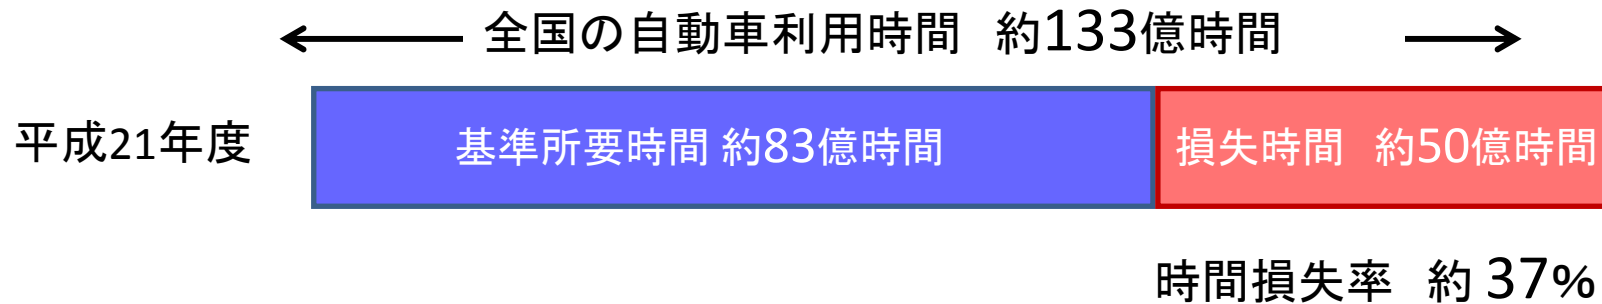 全国の自動車利用時間　約133億時間
平成21年度
基準所要時間 約83億時間
損失時間　約50億時間
時間損失率　約 37%